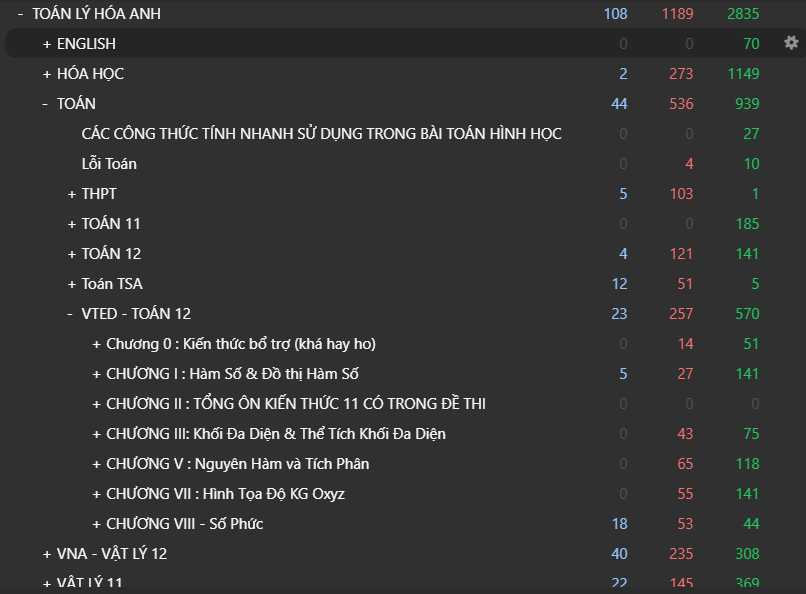 - TOÁN LÝ HÓA ANH 108 1189 2835
+ ENGLISH 0 0 70
+ HÓA HỌC 2 273 1149
- TOÁN 44 536 939
CÁC CÔNG THỨC TÍNH NHANH SỬ DỤNG TRONG BÀI TOÁN HÌNH HỌC 0 0 27
Lỗi Toán 0 4 10
+ THPT 5 103 1
+ TOÁN 11 0 0 185
+ TOÁN 12 4 121 141
+ Toán TSA 12 51 5
- VTED - TOÁN 12 23 257 570
+ Chương 0 : Kiến thức bổ trợ (khá hay ho) 0 14 51
+ CHƯƠNG I : Hàm Số & Đồ thị Hàm Số 5 27 141
+ CHƯƠNG II : TỔNG ÔN KIẾN THỨC 11 CÓ TRONG ĐỀ THI 0 0 0
+ CHƯƠNG III: Khối Đa Diện & Thể Tích Khối Đa Diện 0 43 75
+ CHƯƠNG V : Nguyên Hàm và Tích Phân 0 65 118
+ CHƯƠNG VII : Hình Tọa Độ KG Oxyz 0 55 141
+ CHƯƠNG VIII - Số Phức 18 53 44
+ VNA - VẬT LÝ 12 40 235 308
+ VẬT LÝ 11 22 145 369